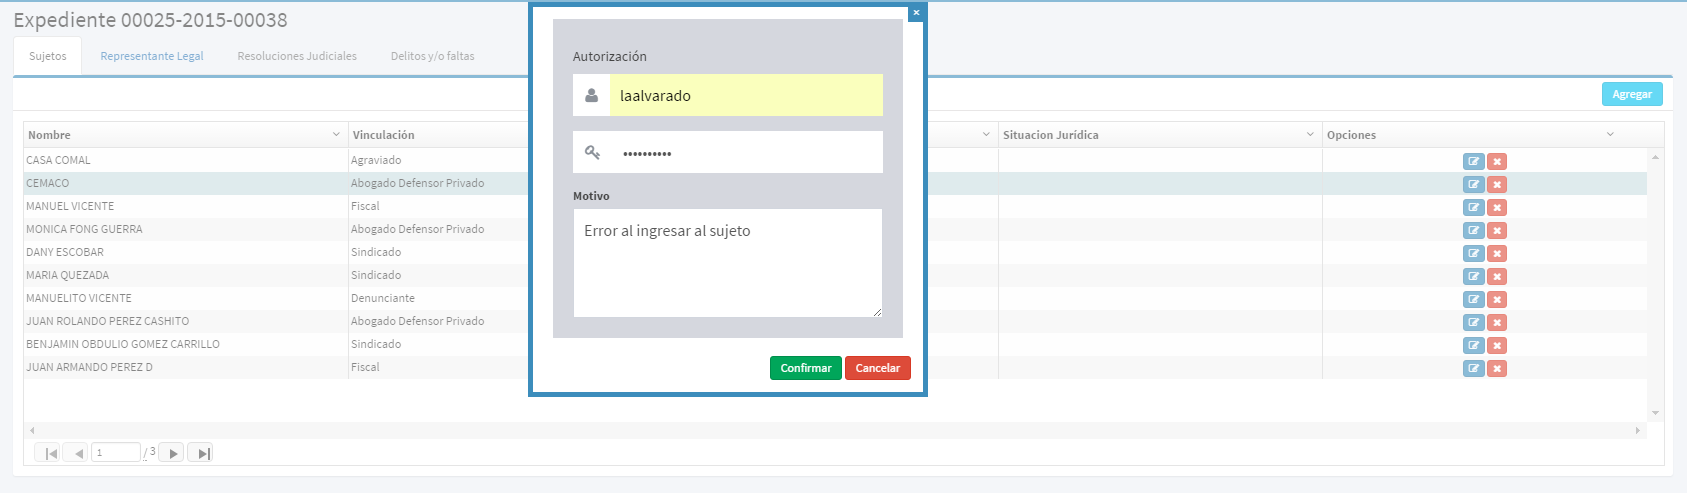 Expediente 00025-2015-00038
Sujetos Representante Legal Resoluciones Judiciales Delitos y/o faltas
Agregar
Nombre Vinculación Situacion Jurídica Opciones
CASA COMAL Agraviado
CEMACO Abogado Defensor Privado
MANUEL VICENTE Fiscal
MONICA FONG GUERRA Abogado Defensor Privado
DANY ESCOBAR Sindicado
MARIA QUEZADA Sindicado
MANUELITO VICENTE Denunciante
JUAN ROLANDO PEREZ CASHITO Abogado Defensor Privado
BENJAMIN OBDULIO GOMEZ CARRILLO Sindicado
JUAN ARMANDO PEREZ D Fiscal
1 / 3
Autorización
laalvarado
••••••••••
Motivo
Error al ingresar al sujeto
Confirmar Cancelar